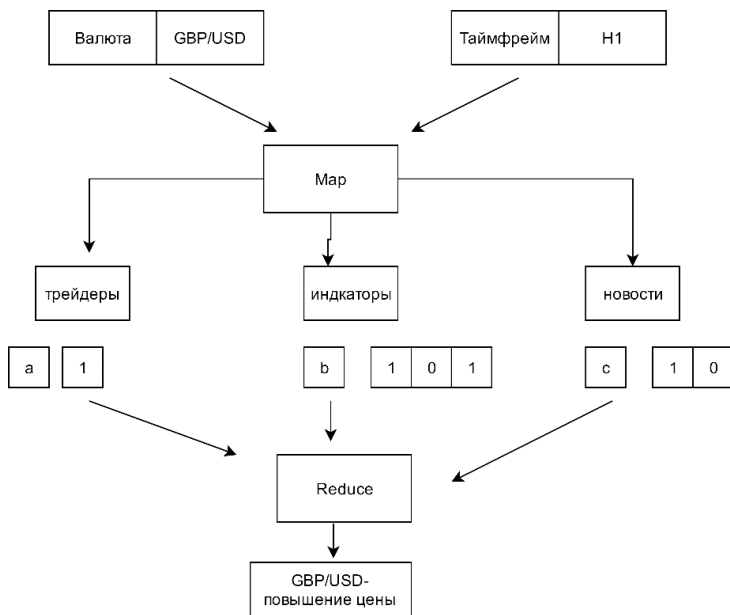 Валюта GBP/USD
Таймфрейм H1
Map
трейдеры
индкаторы
новости
a 1
b 1 0 1
c 1 0
Reduce
GBP/USD-
повышение цены